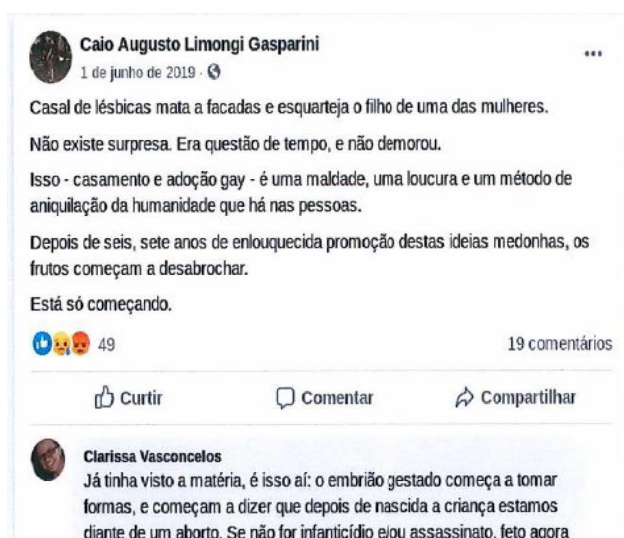 Caio Augusto Limongi Gasparini
1 de junho de 2019 ·
Casal de lésbicas mata a facadas e esquarteja o filho de uma das mulheres.
Não existe surpresa. Era questão de tempo, e não demorou.
Isso - casamento e adoção gay - é uma maldade, uma loucura e um método de
aniquilação da humanidade que há nas pessoas.
Depois de seis, sete anos de enlouquecida promoção destas ideias medonhas, os
frutos começam a desabrochar.
Está só começando.
49 19 comentários
Curtir Comentar Compartilhar
Clarissa Vasconcelos
Já tinha visto a matéria, é isso aí: o embrião gestado começa a tomar
formas, e começam a dizer que depois de nascida a criança estamos
diante de um aborto. Se não for infanticídio e/ou assassinato, feto agora